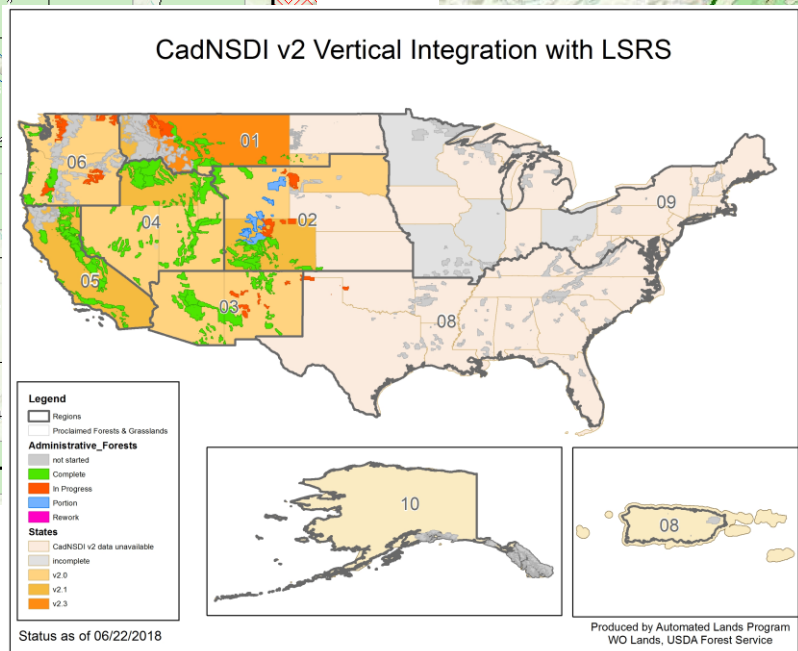 CadNSDI v2 Vertical Integration with LSRS
01
06
09
04
02
05
03
08
Legend
Regions
Proclaimed Forests & Grasslands
Administrative_Forests
not started
Complete
In Progress
Portion
Rework
States
CadNSDI v2 data unavailable
incomplete
v2.0
v2.1
v2.3
10
08
Status as of 06/22/2018
Produced by Automated Lands Program
WO Lands, USDA Forest Service